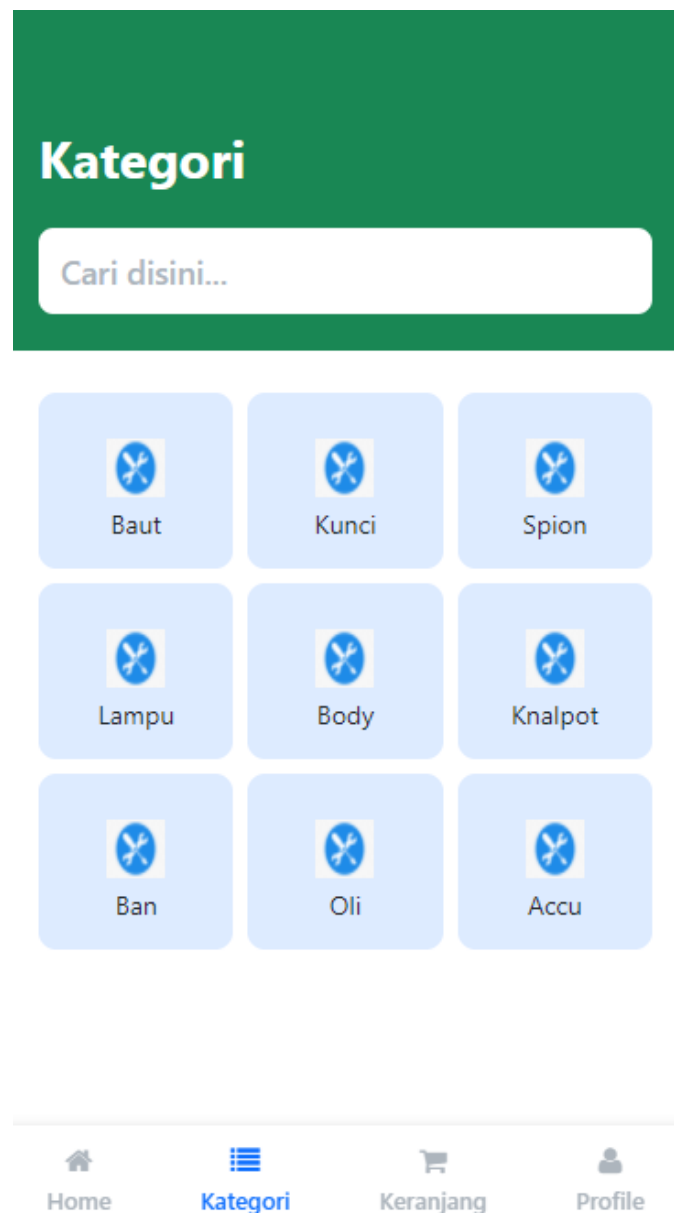 Kategori
Cari disini...
Baut
Kunci
Spion
Lampu
Body
Knalpot
Ban
Oli
Accu
Home
Kategori
Keranjang
Profile